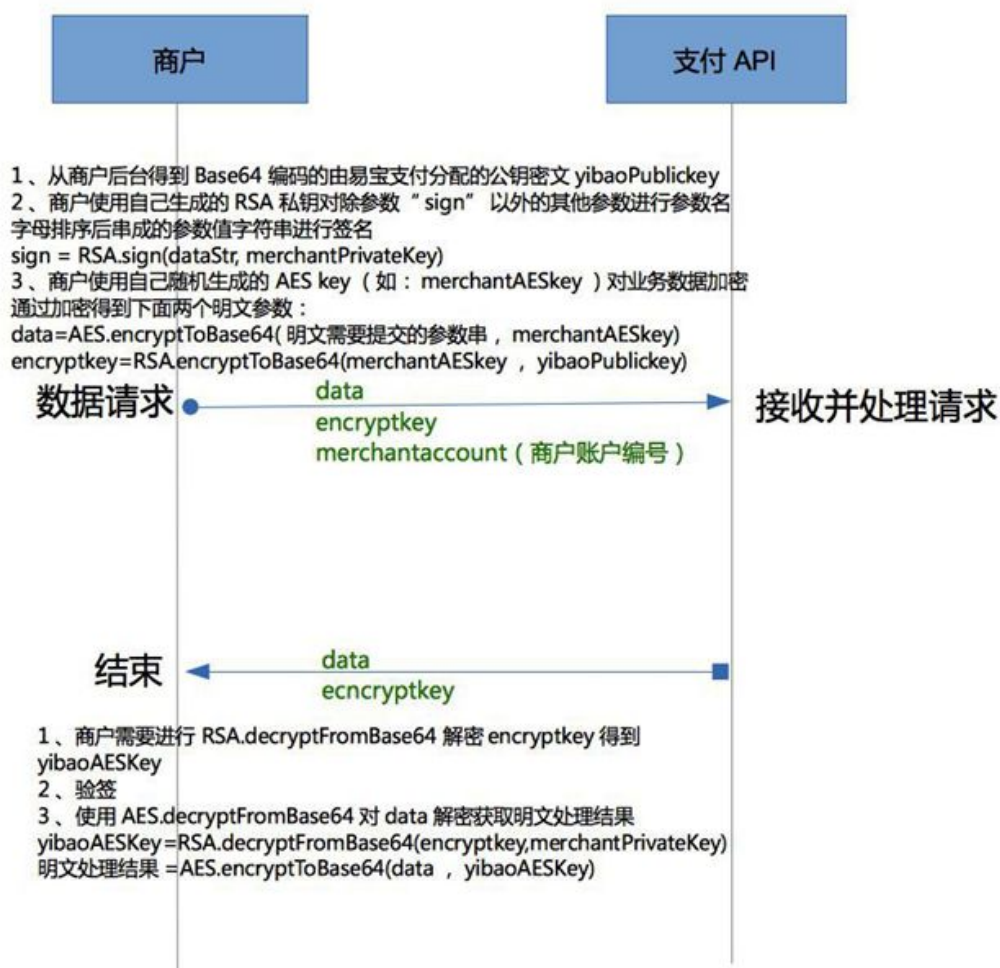 商户
支付 API
1、从商户后台得到 Base64 编码的由易宝支付分配的公钥密文 yibaoPublickey
2、商户使用自己生成的 RSA 私钥对除参数“sign”以外的其他参数进行参数名
字母排序后串成的参数值字符串进行签名
sign = RSA.sign(dataStr, merchantPrivateKey)
3、商户使用自己随机生成的 AES key（如：merchantAESkey）对业务数据加密
通过加密得到下面两个明文参数：
data=AES.encryptToBase64( 明文需要提交的参数串，merchantAESkey)
encryptkey=RSA.encryptToBase64(merchantAESkey ，yibaoPublickey)
数据请求
data
encryptkey
merchantaccount（商户账户编号）
接收并处理请求
结束
data
ecncryptkey
1、商户需要进行 RSA.decryptFromBase64 解密 encryptkey 得到
yibaoAESKey
2、验签
3、使用 AES.decryptFromBase64 对 data 解密获取明文处理结果
yibaoAESKey=RSA.decryptFromBase64(encryptkey,merchantPrivateKey)
明文处理结果 =AES.encryptToBase64(data ，yibaoAESKey)